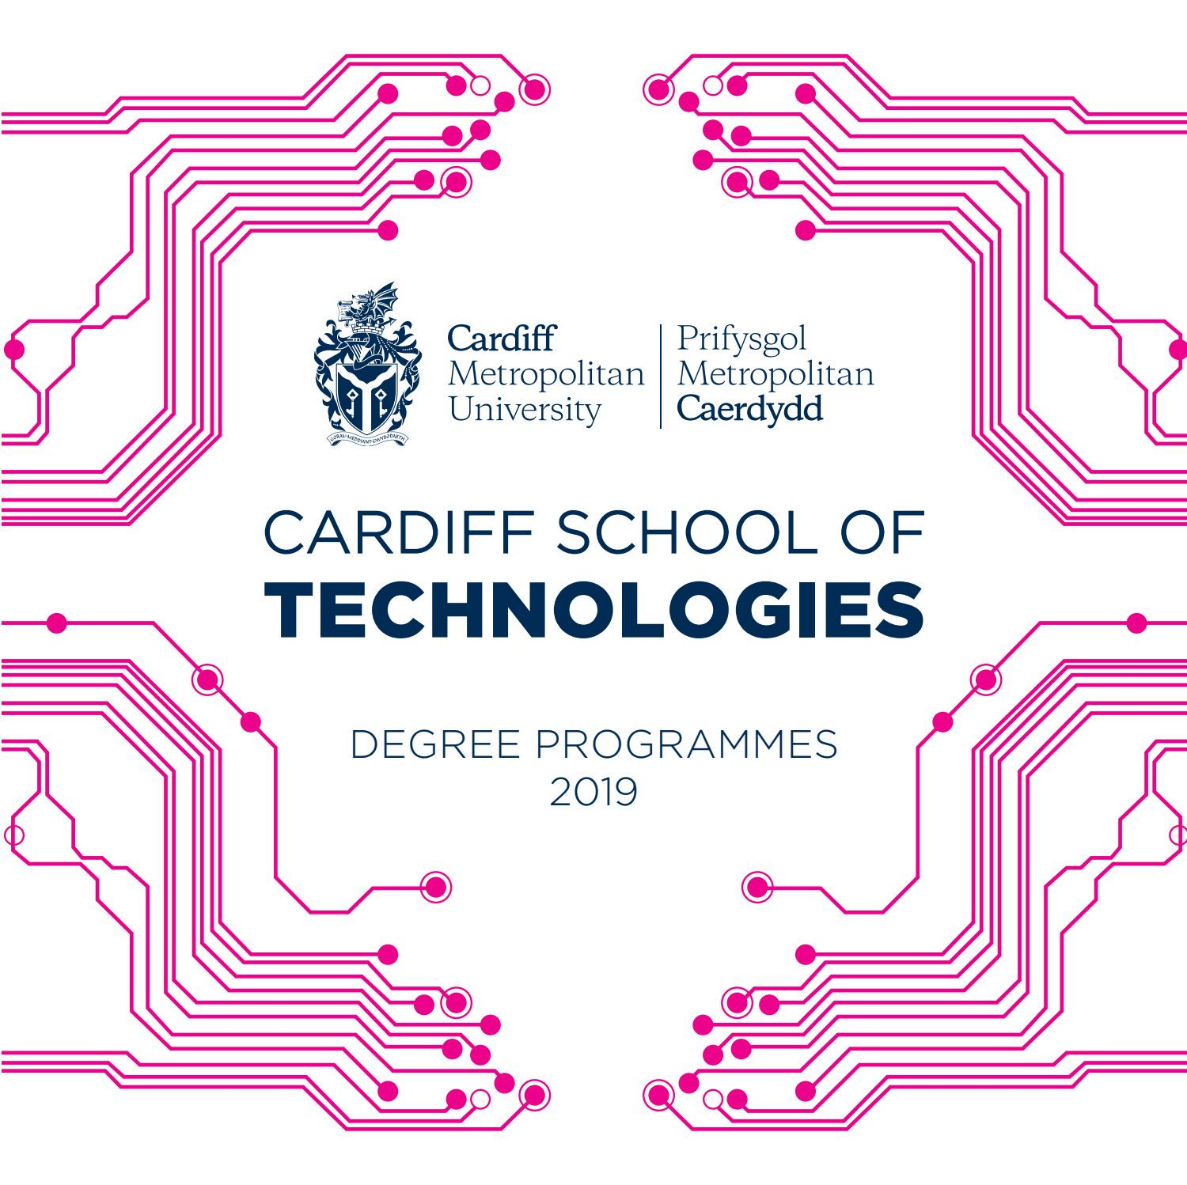 Cardiff
Metropolitan
University
Prifysgol
Metropolitan
Caerdydd
CARDIFF SCHOOL OF
TECHNOLOGIES
DEGREE PROGRAMMES
2019